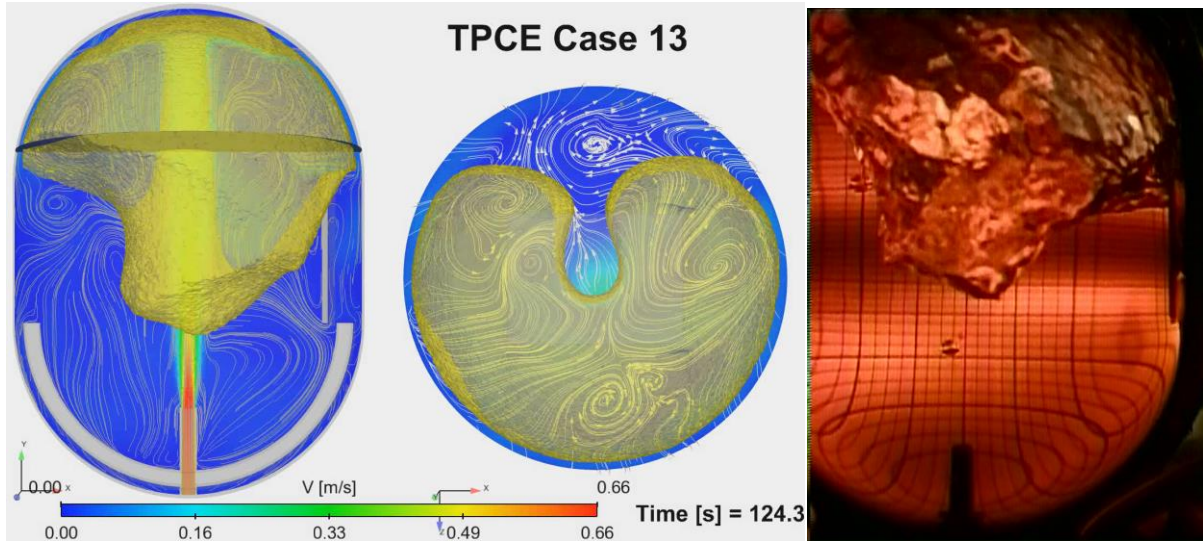 TPCE Case 13
Y
X
0.00
V [m/s]
X
0.66
Z
0.00
0.16
0.33
0.49
0.66
Time [s] = 124.3